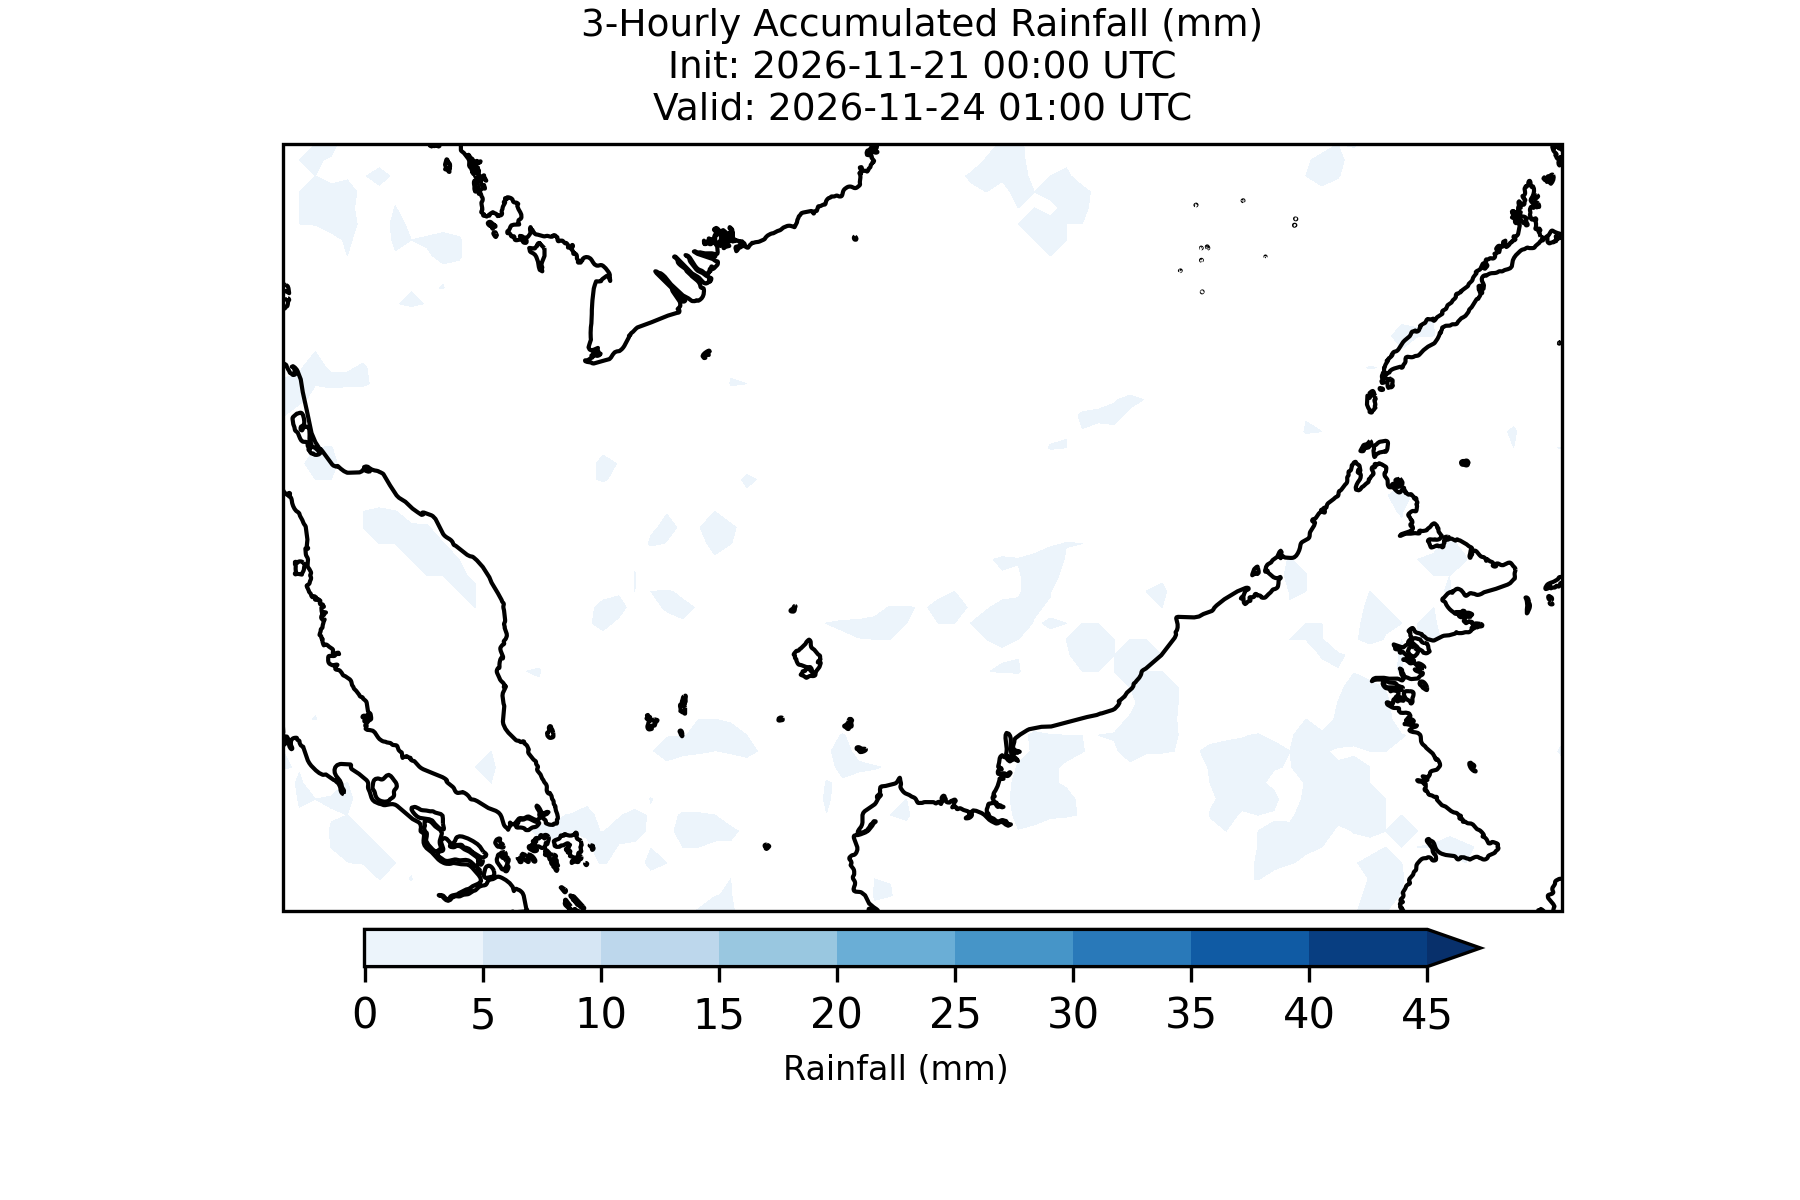 3-Hourly Accumulated Rainfall (mm)
Init: 2026-11-21 00:00 UTC
Valid: 2026-11-24 01:00 UTC
0 5 10 15 20 25 30 35 40 45
Rainfall (mm)